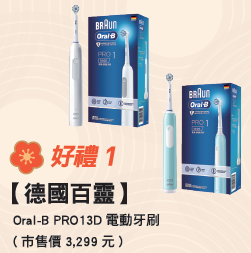 BRAUN
Oral-B
PRO 1
BRAUN
Oral-B
PRO 1
好禮 1
【德國百靈】
Oral-B PRO13D 電動牙刷
（市售價 3,299 元）